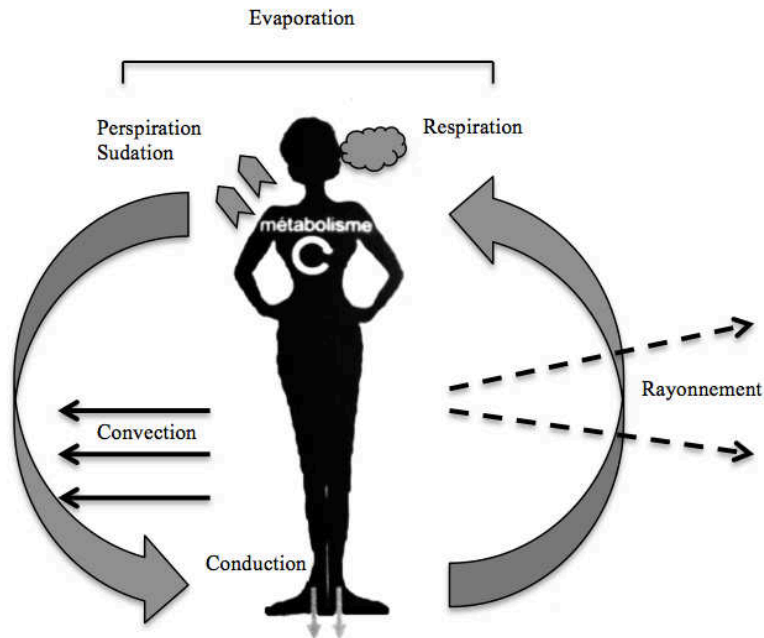 Evaporation
Perspiration
Sudation
Respiration
métabolisme
Rayonnement
Convection
Conduction